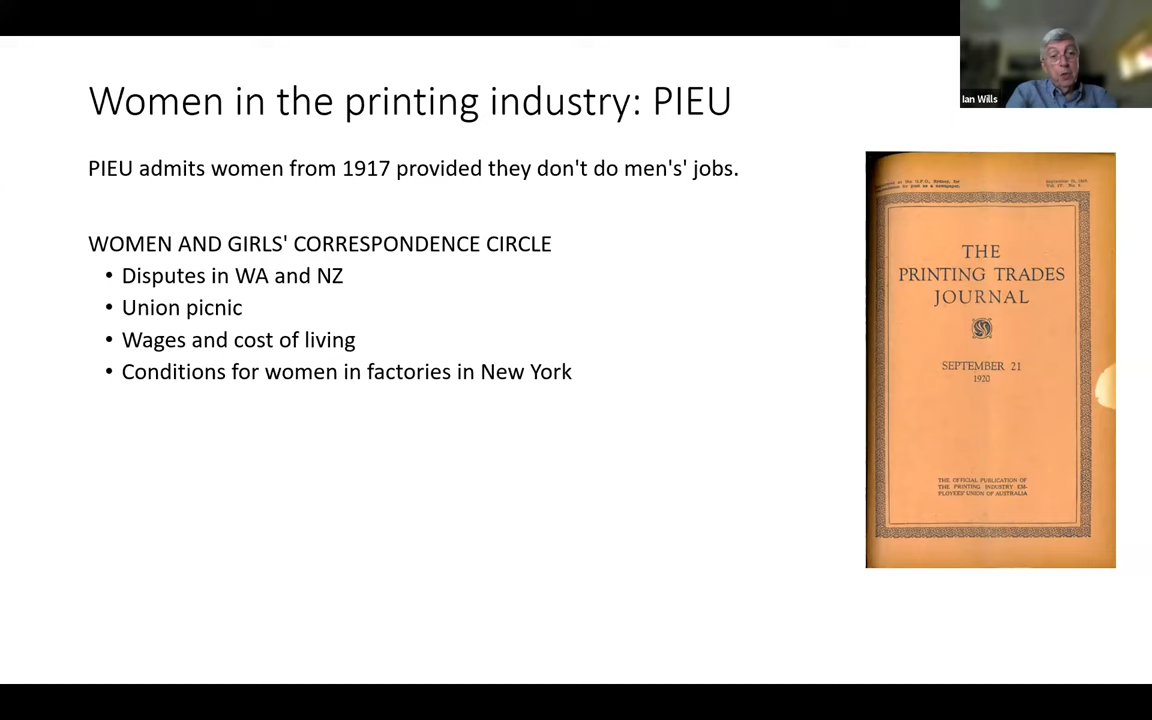 Women in the printing industry: PIEU
Ian Wills
PIEU admits women from 1917 provided they don't do men's' jobs.
WOMEN AND GIRLS' CORRESPONDENCE CIRCLE
• Disputes in WA and NZ
• Union picnic
• Wages and cost of living
• Conditions for women in factories in New York
THE
PRINTING TRADES
JOURNAL
SEPTEMBER 21
1920
THE OFFICIAL PUBLICATION OF
THE PRINTING INDUSTRY EM-
PLOYEES' UNION OF AUSTRALIA